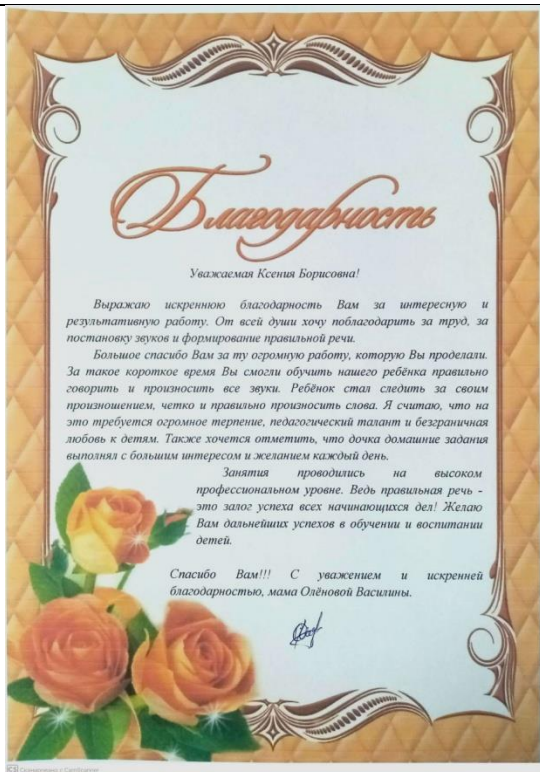 Благодарность
Уважаемая Ксения Борисовна!
Выражаю искреннюю благодарность Вам за интересную и
результативную работу. От всей души хочу поблагодарить за труд, за
постановку звуков и формирование правильной речи.
Большое спасибо Вам за ту огромную работу, которую Вы проделали.
За такое короткое время Вы смогли обучить нашего ребёнка правильно
говорить и произносить все звуки. Ребёнок стал следить за своим
произношением, четко и правильно произносить слова. Я считаю, что на
это требуется огромное терпение, педагогический талант и безграничная
любовь к детям. Также хочется отметить, что дочка домашние задания
выполнял с большим интересом и желанием каждый день.
Занятия проводились на высоком
профессиональном уровне. Ведь правильная речь -
это залог успеха всех начинающихся дел! Желаю
Вам дальнейших успехов в обучении и воспитании
детей.
Спасибо Вам!!! С уважением и искренней
благодарностью, мама Олёновой Василины.
CS Сканировано с CamScanner